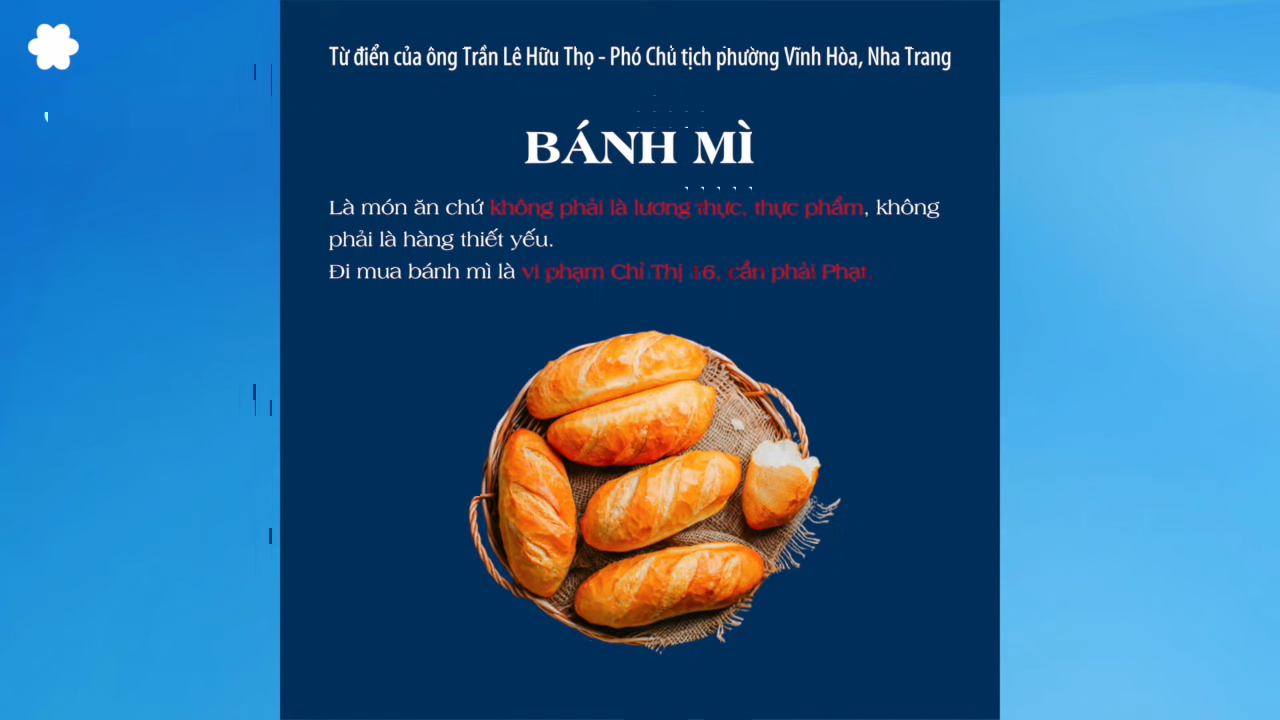 Từ điển của ông Trần Lê Hữu Thọ - Phó Chủ tịch phường Vĩnh Hòa, Nha Trang
BÁNH MÌ
Là món ăn chứ không phải là lương thực, thực phẩm, không
phải là hàng thiết yếu.
Đi mua bánh mì là vi phạm Chỉ Thị 16, cần phải Phạt.